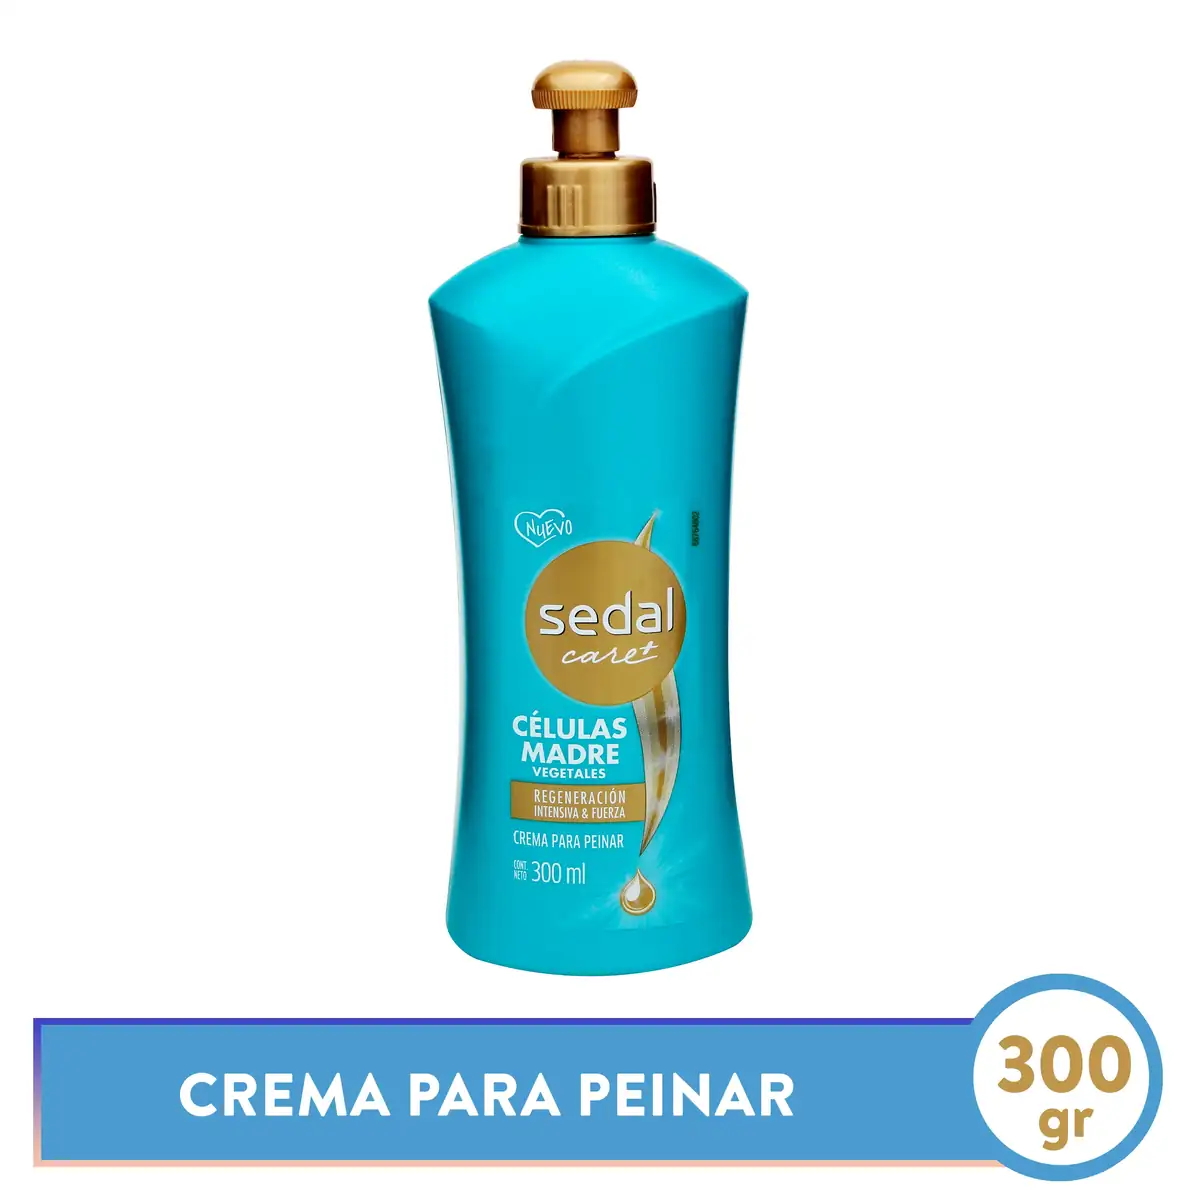 NUEVO
sedal
care+
CÉLULAS
MADRE
VEGETALES
REGENERACIÓN
INTENSIVA & FUERZA
CREMA PARA PEINAR
CONT.
NETO 300 ml
CREMA PARA PEINAR
300
gr